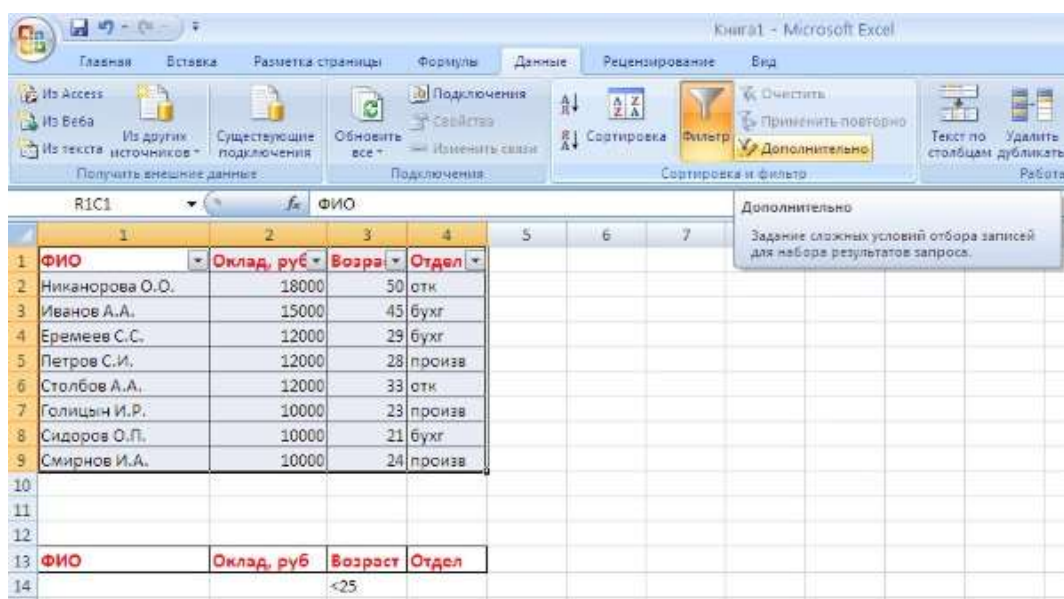 Книга1 - Microsoft Excel
Главная Вставка Разметка страницы Формулы Данные Рецензирование Вид
Из Access
Из Веба
Из текста
Из других источников
Существующие подключения
Получить внешние данные
Обновить все
Подключения
Свойства
Изменить связи
Подключения
Сортировка
Фильтр
Очистить
Применить повторно
Дополнительно
Сортировка и фильтр
Текст по столбцам
Удалить дубликаты
Работа
R1C1 fx ФИО
Дополнительно
Задание сложных условий отбора записей
для набора результатов запроса.
1 2 3 4 5 6 7
1 ФИО Оклад, руб Возра Отдел
2 Никанорова О.О. 18000 50 отк
3 Иванов А.А. 15000 45 бухг
4 Еремеев С.С. 12000 29 бухг
5 Петров С.И. 12000 28 произв
6 Столбов А.А. 12000 33 отк
7 Голицын И.Р. 10000 23 произв
8 Сидоров О.П. 10000 21 бухг
9 Смирнов И.А. 10000 24 произв
10
11
12
13 ФИО Оклад, руб Возраст Отдел
14 <25